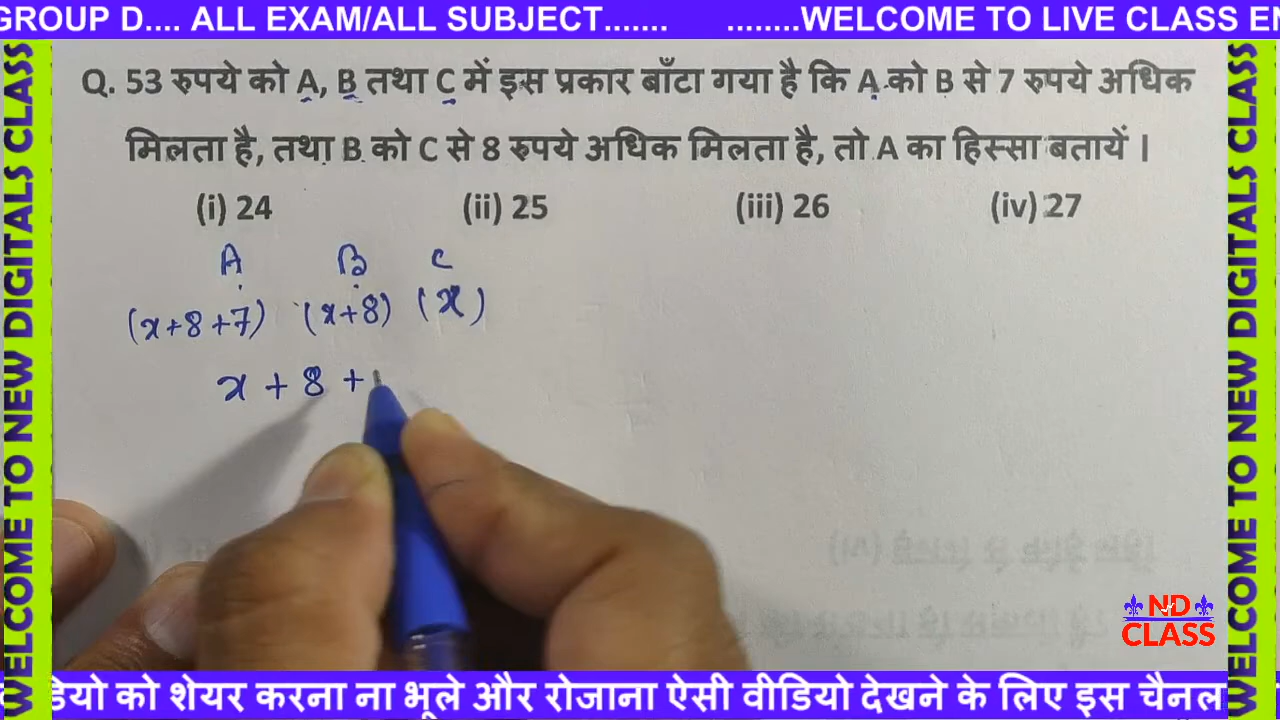 GROUP D.... ALL EXAM/ALL SUBJECT....... ........WELCOME TO LIVE CLASS EN
WELCOME TO NEW DIGITALS CLASS
Q. 53 रुपये को A, B तथा C में इस प्रकार बाँटा गया है कि A को B से 7 रुपये अधिक
मिलता है, तथा B को C से 8 रुपये अधिक मिलता है, तो A का हिस्सा बतायें ।
(i) 24 (ii) 25 (iii) 26 (iv) 27
A B C
(x+8+7) (x+8) (x)
x + 8 +
ND
CLASS
WELCOME TO NEW DIGITALS CLASS
डियो को शेयर करना ना भूले और रोजाना ऐसी वीडियो देखने के लिए इस चैनल